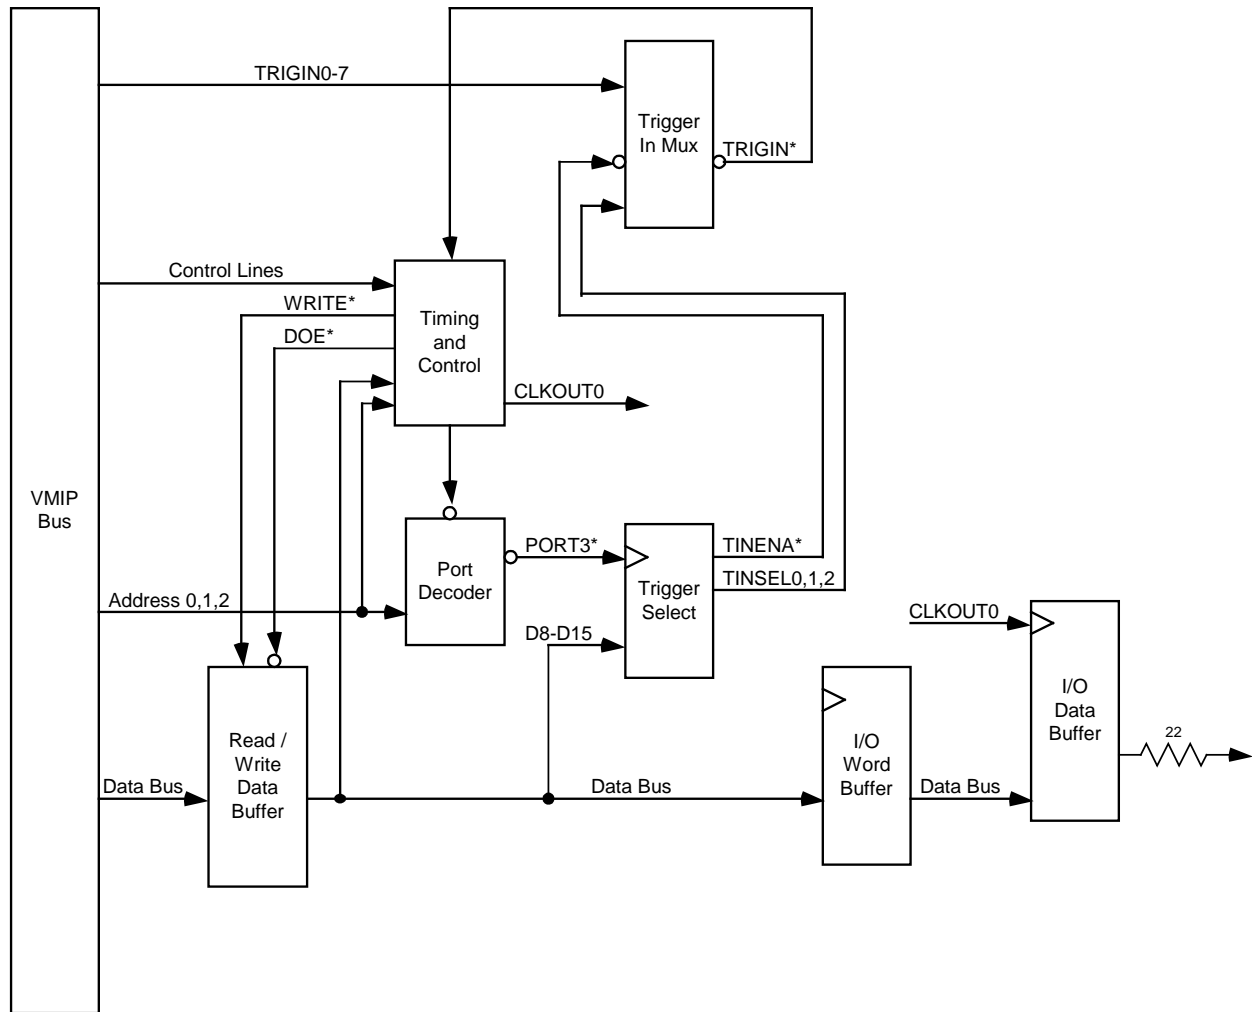 TRIGIN0-7
Trigger
In Mux
TRIGIN*
Control Lines
WRITE*
DOE*
Timing
and
Control
CLKOUT0
VMIP
Bus
PORT3*
Port
Decoder
TINENA*
TINSEL0,1,2
Trigger
Select
Address 0,1,2
D8-D15
CLKOUT0
Read /
Write
Data
Buffer
I/O
Word
Buffer
I/O
Data
Buffer
22
Data Bus
Data Bus
Data Bus